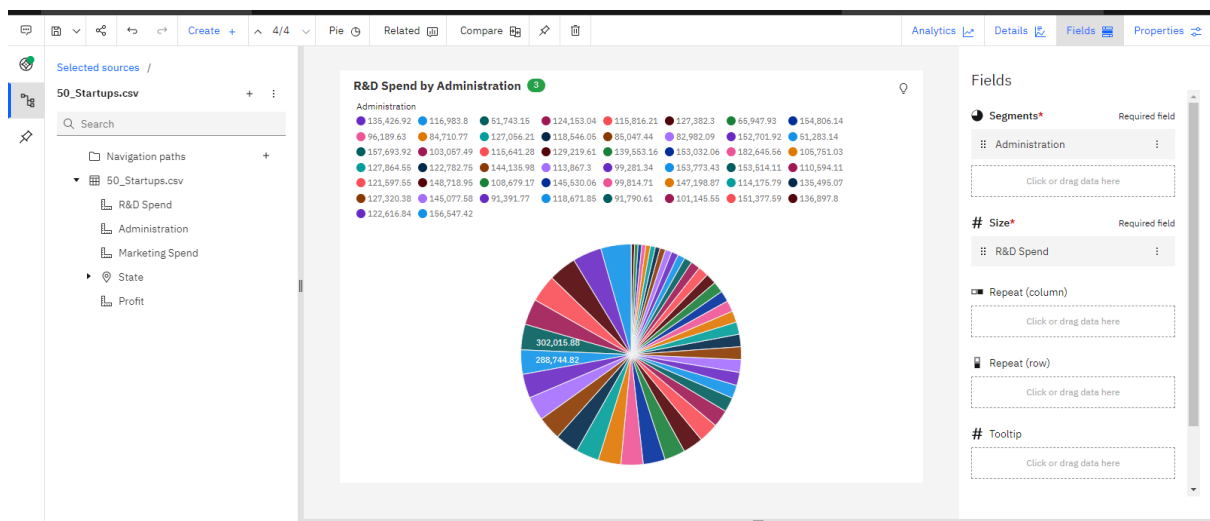 Create + 4/4 Pie Related Compare Analytics Details Fields Properties
Selected sources /
50_Startups.csv + :
Search
Navigation paths +
50_Startups.csv
R&D Spend
Administration
Marketing Spend
State
Profit
R&D Spend by Administration 3
Administration
135,426.92 116,983.8 51,743.15 124,153.04 115,816.21 127,382.3 65,947.93 154,806.14
96,189.63 84,710.77 127,056.21 118,546.05 85,047.44 82,982.09 152,701.92 51,283.14
157,693.92 103,057.49 115,641.28 129,219.61 139,553.16 153,032.06 182,645.56 105,751.03
127,864.55 122,782.75 144,135.98 113,867.3 99,281.34 153,773.43 153,514.11 110,594.11
121,597.55 148,718.95 108,679.17 145,530.06 99,814.71 147,198.87 114,175.79 135,495.07
127,320.38 145,077.58 91,391.77 118,671.85 91,790.61 101,145.55 151,377.59 136,897.8
122,616.84 156,547.42
302,015.88
288,744.82
Fields
Segments* Required field
Administration
Click or drag data here
# Size* Required field
R&D Spend
Repeat (column)
Click or drag data here
Repeat (row)
Click or drag data here
# Tooltip
Click or drag data here